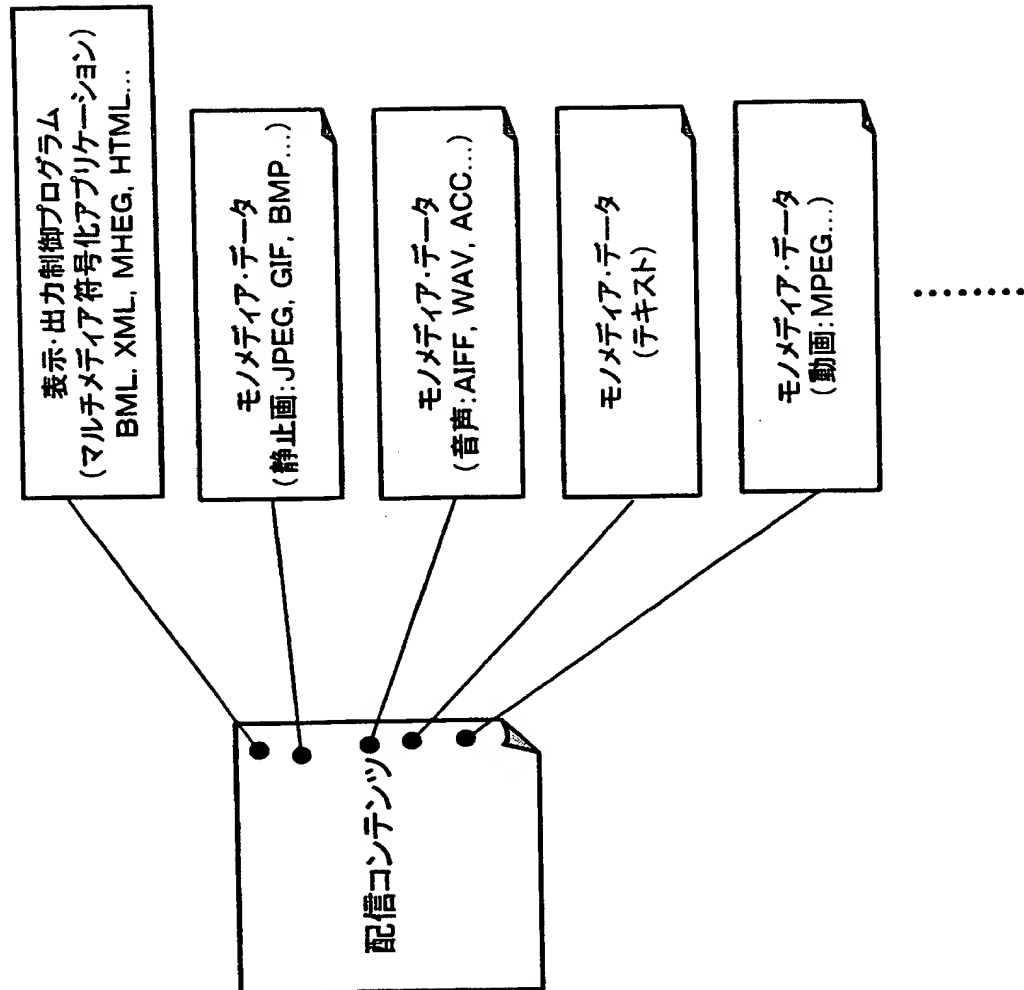 表示・出力制御プログラム
(マルチメディア符号化アプリケーション)
BML, XML, MHEG, HTML...
モノメディア・データ
(静止画:JPEG, GIF, BMP...)
モノメディア・データ
(音声:AIFF, WAV, ACC...)
モノメディア・データ
(テキスト)
モノメディア・データ
(動画:MPEG...)
配信コンテンツ